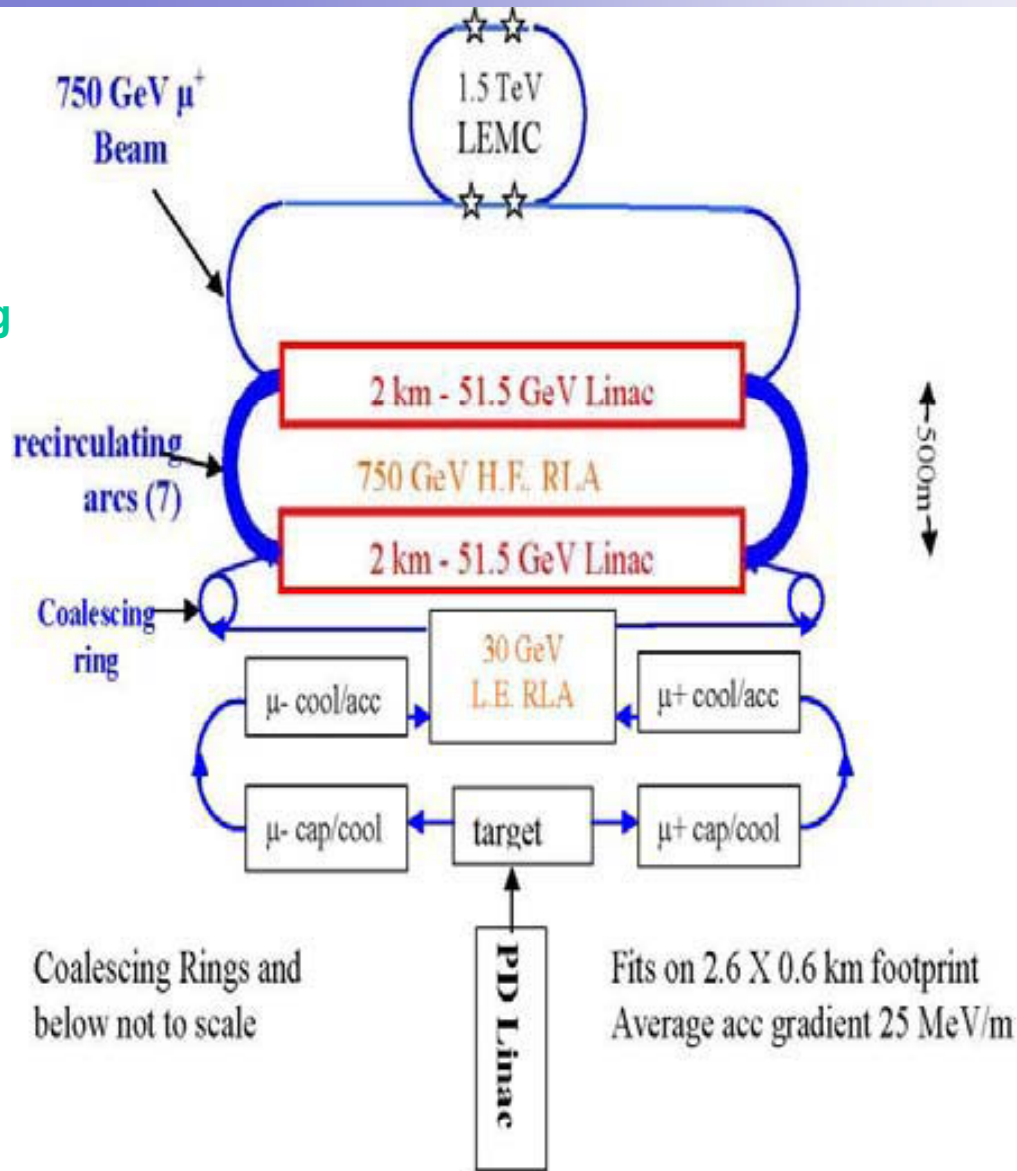 750 GeV μ+
Beam
1.5 TeV
LEMC
g
2 km - 51.5 GeV Linac
recirculating
arcs (7)
750 GeV H.E. RLA
500m
2 km - 51.5 GeV Linac
Coalescing
ring
30 GeV
L.E. RLA
μ- cool/acc
μ+ cool/acc
μ- cap/cool
target
μ+ cap/cool
PD Linac
Coalescing Rings and
below not to scale
Fits on 2.6 X 0.6 km footprint
Average acc gradient 25 MeV/m